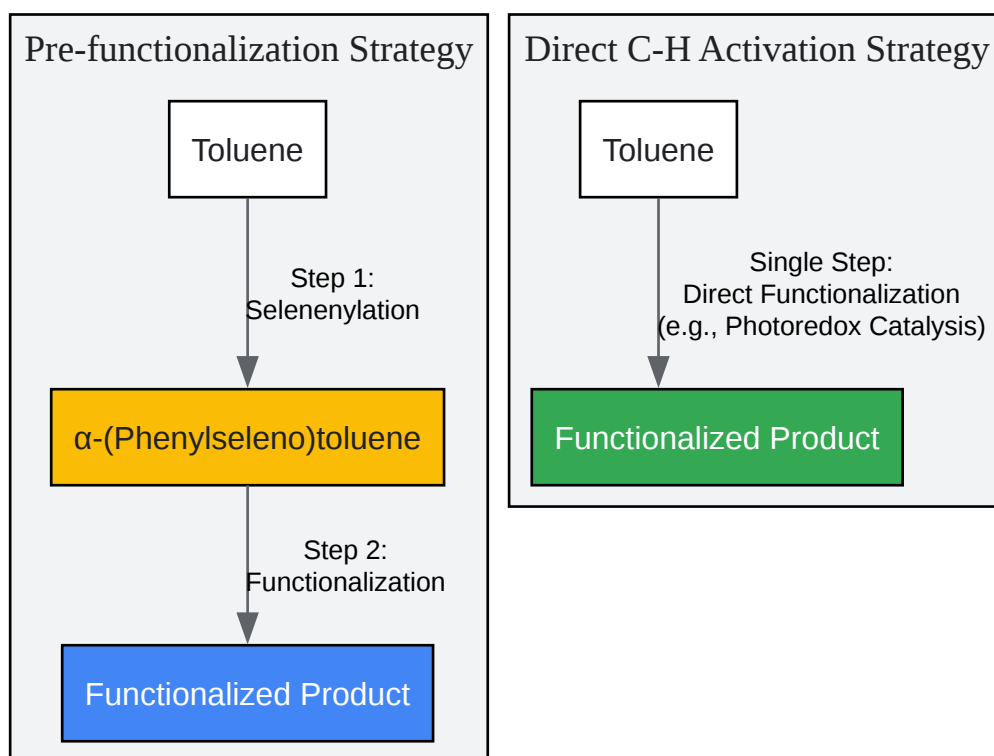 Pre-functionalization Strategy
Toluene
Step 1:
Selenenylation
α-(Phenylseleno)toluene
Step 2:
Functionalization
Functionalized Product
Direct C-H Activation Strategy
Toluene
Single Step:
Direct Functionalization
(e.g., Photoredox Catalysis)
Functionalized Product